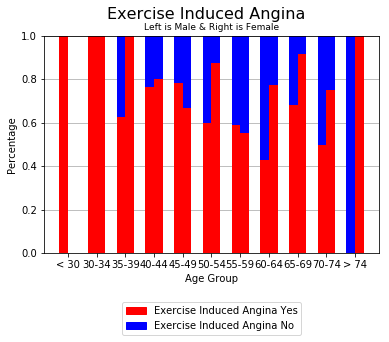 Exercise Induced Angina
Left is Male & Right is Female
1.0
0.8
0.6
0.4
0.2
0.0
Percentage
< 30 30-34 35-39 40-44 45-49 50-54 55-59 60-64 65-69 70-74 > 74
Age Group
Exercise Induced Angina Yes
Exercise Induced Angina No